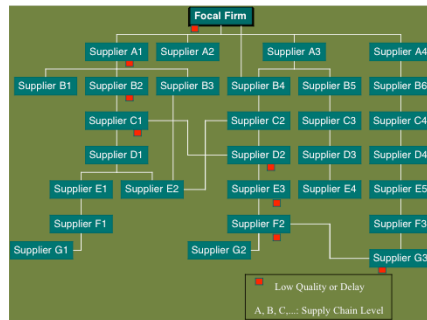 Focal Firm
Supplier A1 Supplier A2 Supplier A3 Supplier A4
Supplier B1 Supplier B2 Supplier B3 Supplier B4 Supplier B5 Supplier B6
Supplier C1 Supplier C2 Supplier C3 Supplier C4
Supplier D1 Supplier D2 Supplier D3 Supplier D4
Supplier E1 Supplier E2 Supplier E3 Supplier E4 Supplier E5
Supplier F1 Supplier F2 Supplier F3
Supplier G1 Supplier G2 Supplier G3
Low Quality or Delay
A, B, C,...: Supply Chain Level